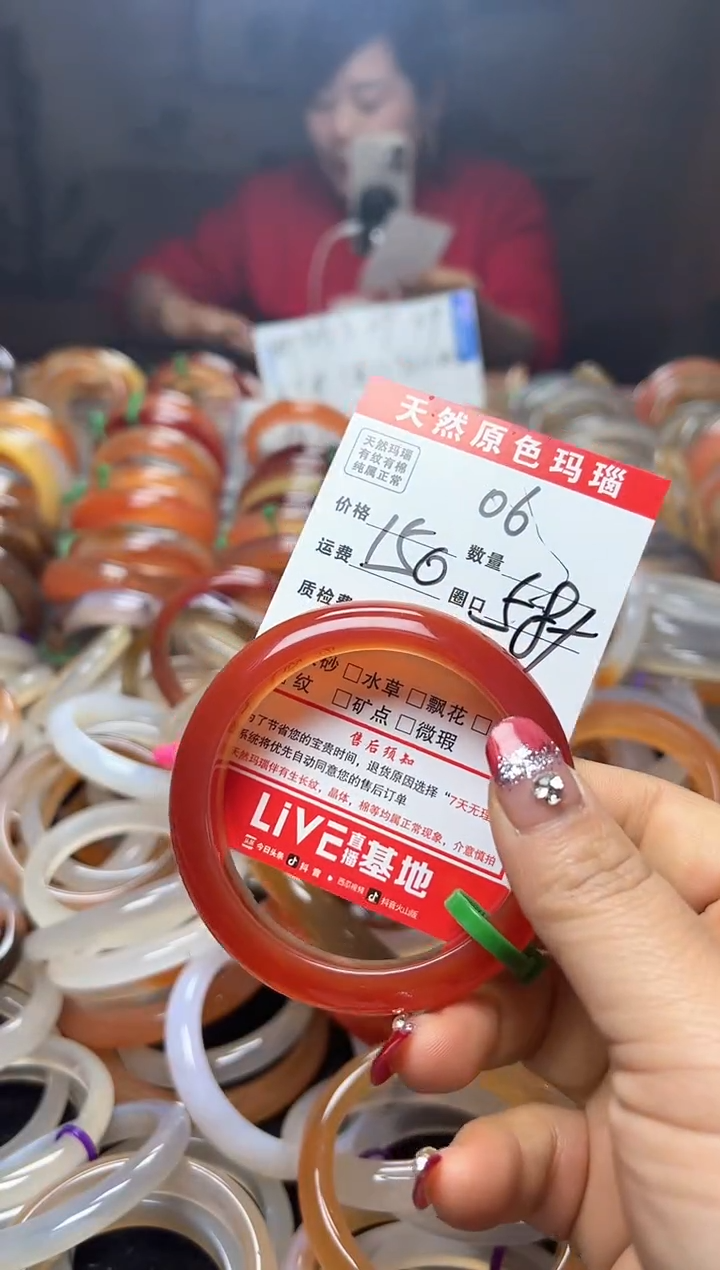 天然原色玛瑙
天然玛瑙
有纹有棉
纯属正常
06
价格 150 数量
运费 圈口 58+
质检费
砂 □水草 □飘花 □
纹 □矿点 □微瑕
售后须知
了节省您的宝贵时间，退货原因选择“7天无理
系统将优先自动同意您的售后订单
天然玛瑙伴有生长纹，晶体，棉等均属正常现象，介意慎拍
LiVE直播基地
今日头条 抖音 西瓜视频 抖音火山版